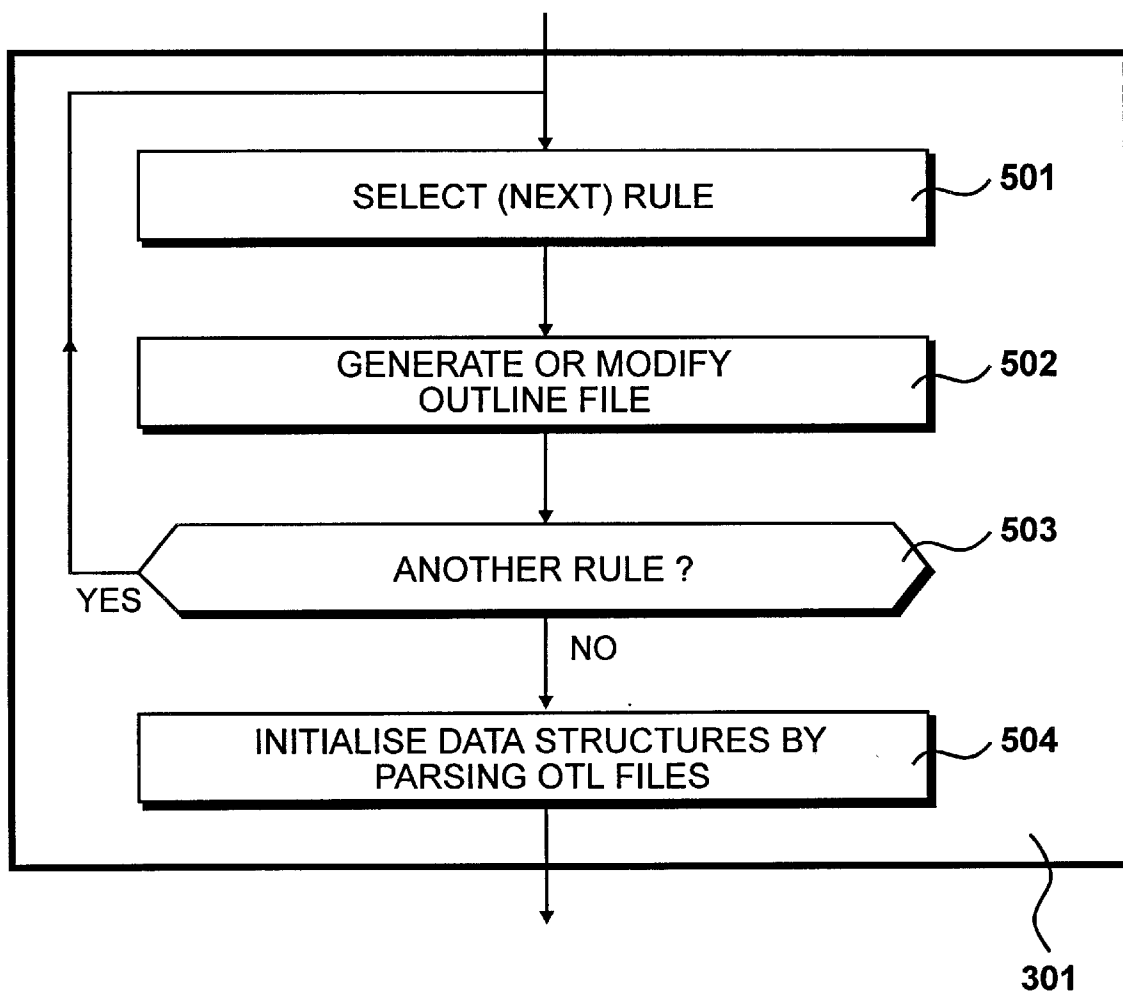 SELECT (NEXT) RULE
501
GENERATE OR MODIFY
OUTLINE FILE
502
ANOTHER RULE ?
503
YES
NO
INITIALISE DATA STRUCTURES BY
PARSING OTL FILES
504
301